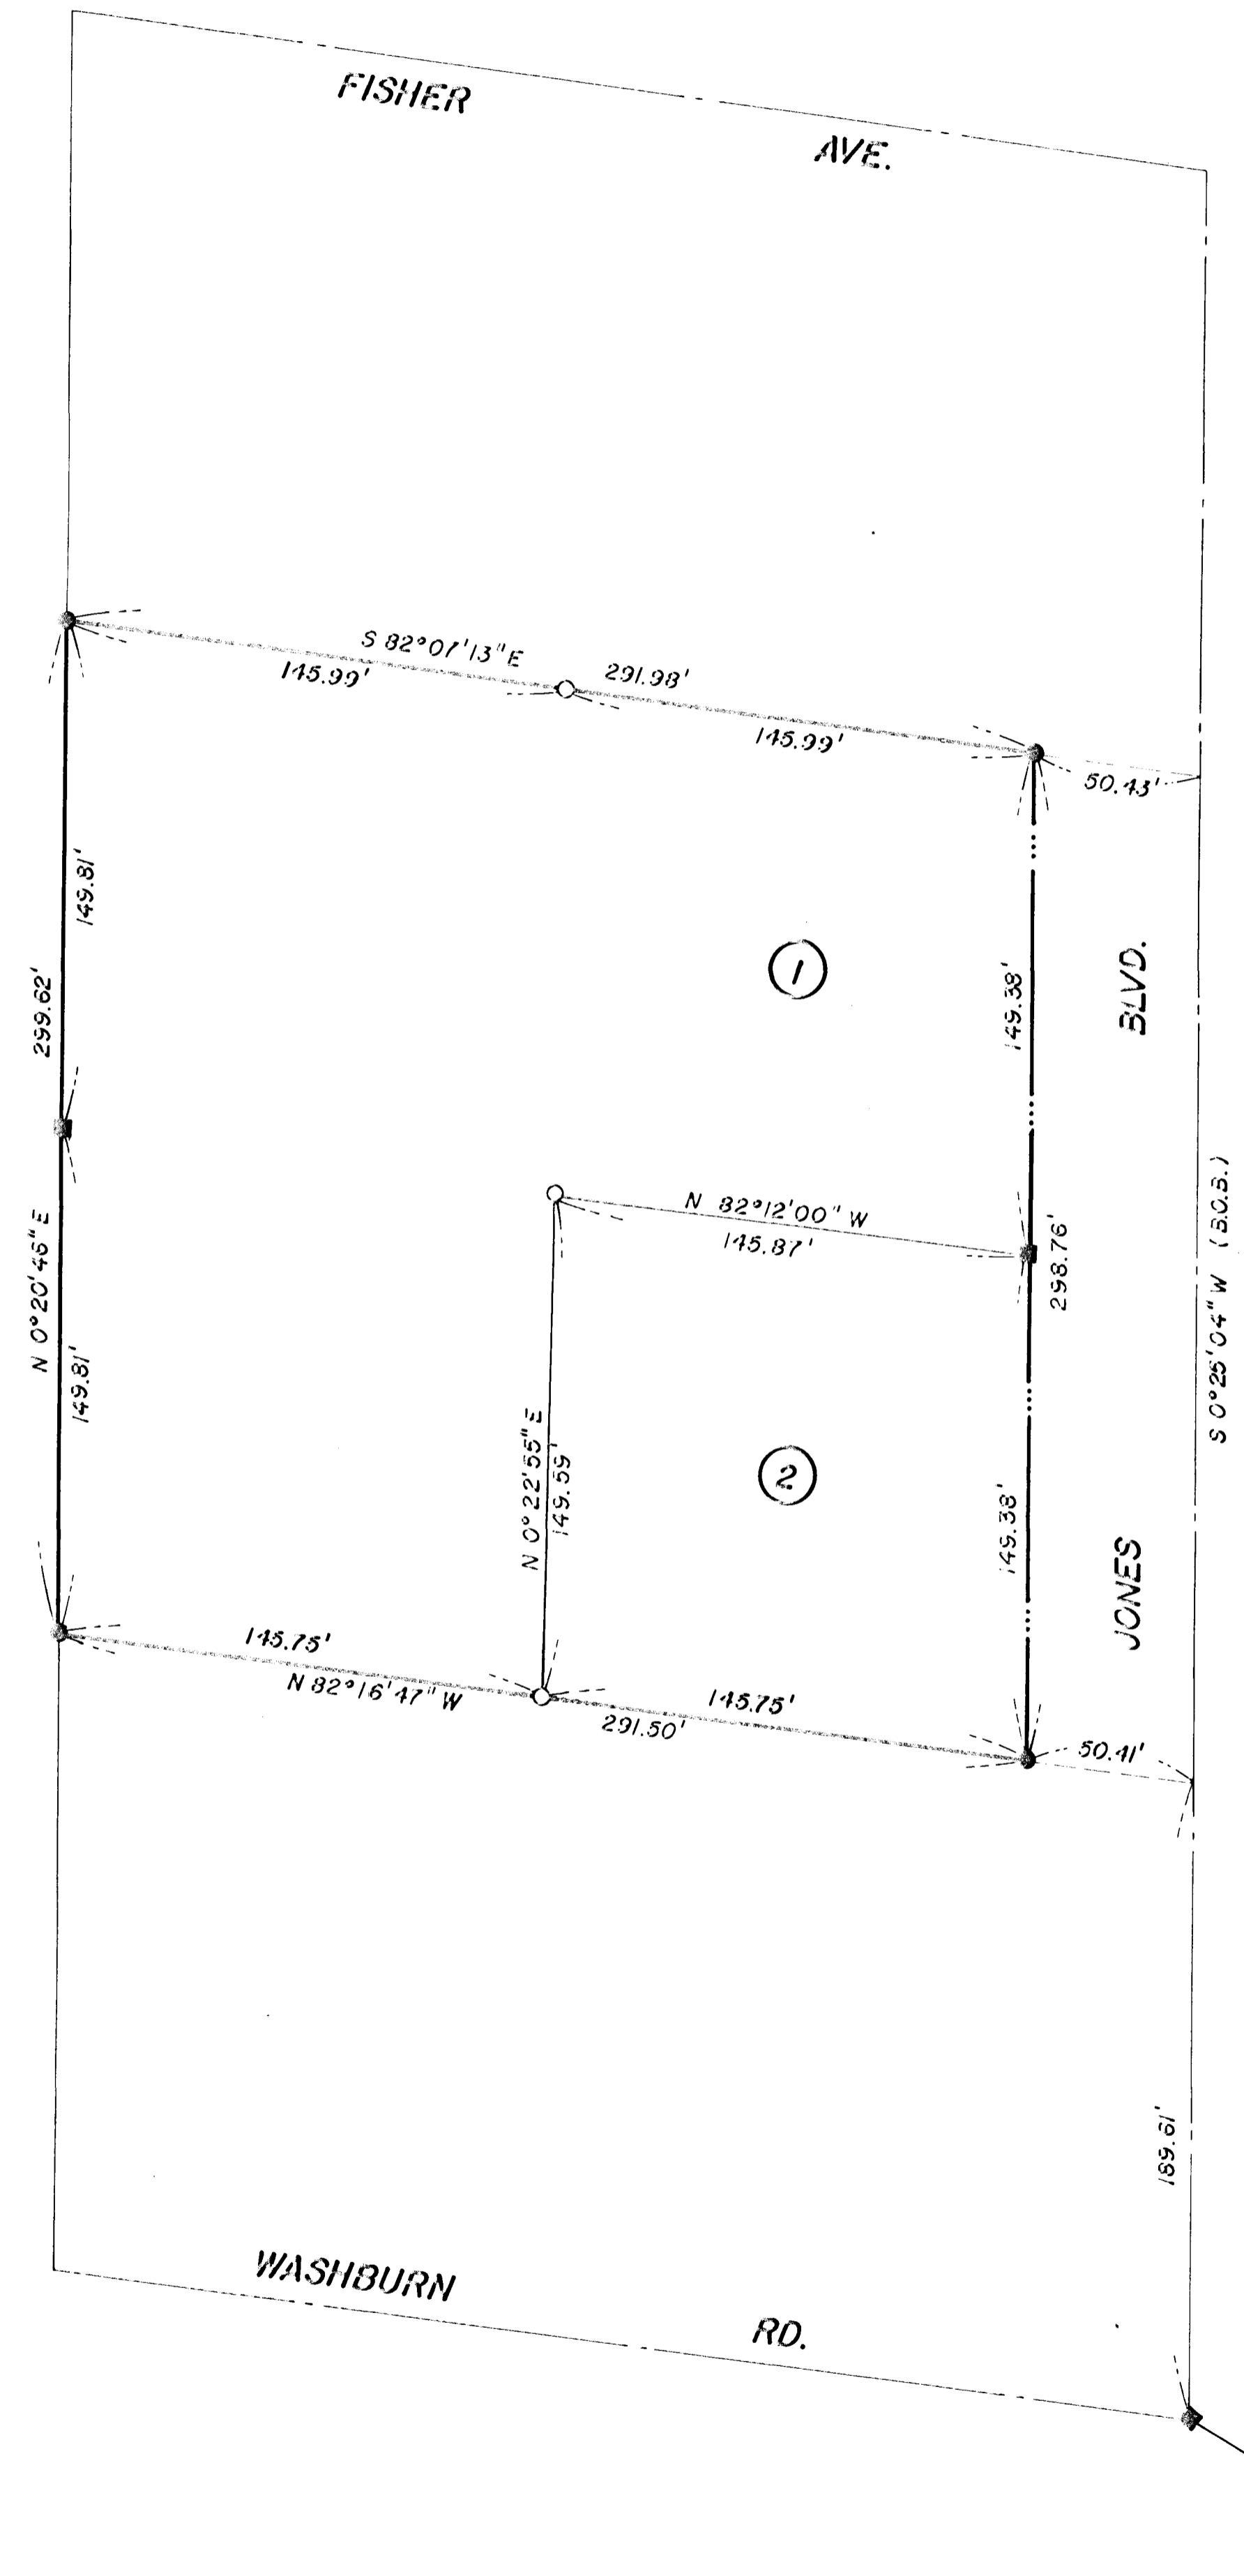 FISHER AVE.
S 82°07'13"E 291.98'
145.99'
145.99'
50.43'
149.81'
299.62'
N 0°20'46" E
149.81'
1
149.38'
BLVD.
N 82°12'00" W
145.87'
298.76'
S 0°25'04" W (B.O.B.)
N 0°22'55" E
149.59'
2
149.38'
JONES
145.75'
N 82°16'47" W
145.75'
291.50'
50.41'
189.61'
WASHBURN RD.